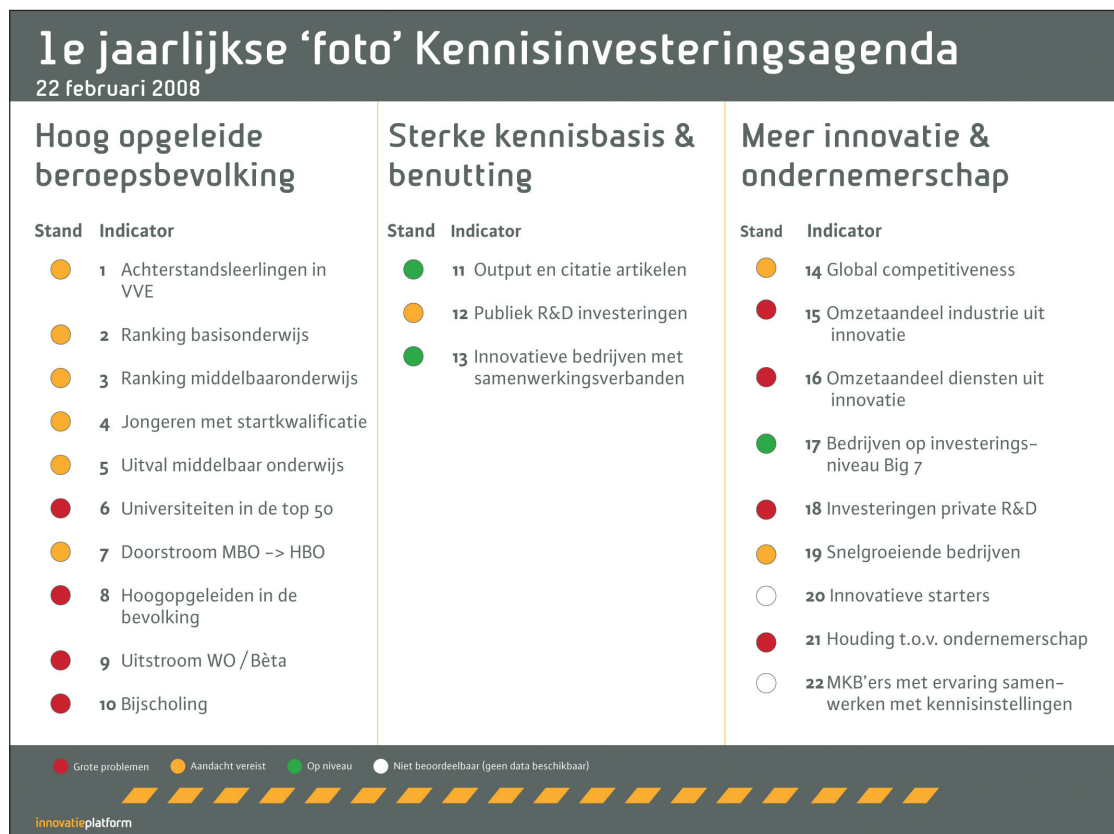 1e jaarlijkse ‘foto’ Kennisinvesteringsagenda
22 februari 2008
Hoog opgeleide
beroepsbevolking
Stand Indicator
1 Achterstandsleerlingen in
VVE
2 Ranking basisonderwijs
3 Ranking middelbaaronderwijs
4 Jongeren met startkwalificatie
5 Uitval middelbaar onderwijs
6 Universiteiten in de top 50
7 Doorstroom MBO -> HBO
8 Hoogopgeleiden in de
bevolking
9 Uitstroom WO / Bèta
10 Bijscholing
Sterke kennisbasis &
benutting
Stand Indicator
11 Output en citatie artikelen
12 Publiek R&D investeringen
13 Innovatieve bedrijven met
samenwerkingsverbanden
Meer innovatie &
ondernemerschap
Stand Indicator
14 Global competitiveness
15 Omzetaandeel industrie uit
innovatie
16 Omzetaandeel diensten uit
innovatie
17 Bedrijven op investerings-
niveau Big 7
18 Investeringen private R&D
19 Snelgroeiende bedrijven
20 Innovatieve starters
21 Houding t.o.v. ondernemerschap
22 MKB’ers met ervaring samen-
werken met kennisinstellingen
Grote problemen Aandacht vereist Op niveau Niet beoordeelbaar (geen data beschikbaar)
innovatieplatform